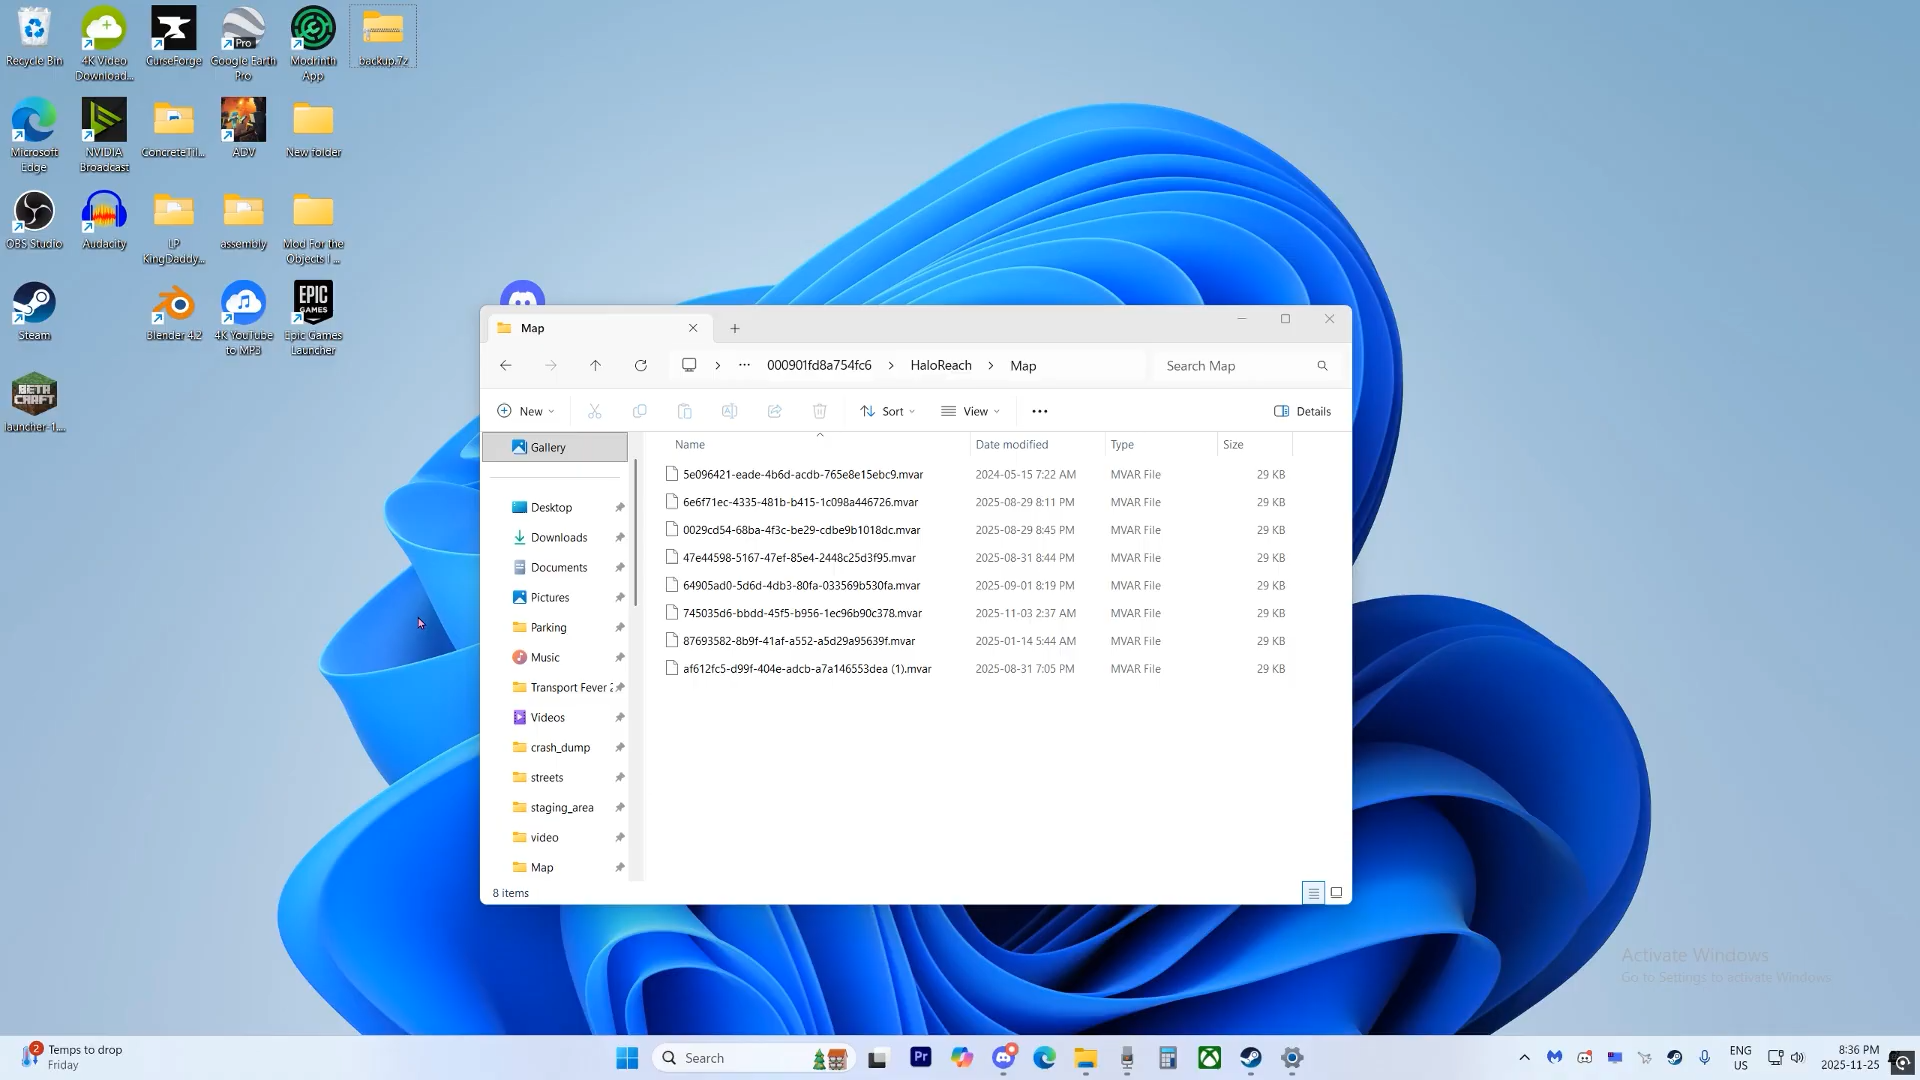 Recycle Bin
4K Video
Download...
CurseForge
Pro
Google Earth
Pro
Modrinth
App
backup.7z
Microsoft
Edge
NVIDIA
Broadcast
ConcreteTil...
ADV
New folder
OBS Studio
Audacity
LP
KingDaddy...
assembly
Mod For the
Objects I ...
Steam
Blender 4.2
4K YouTube
to MP3
EPIC
GAMES
Epic Games
Launcher
BETA
CRAFT
launcher-1....
Map
000901fd8a754fc6
HaloReach
Map
Search Map
New
Sort
View
Details
Gallery
Desktop
Downloads
Documents
Pictures
Parking
Music
Transport Fever 2
Videos
crash_dump
streets
staging_area
video
Map
Name Date modified Type Size
5e096421-eade-4b6d-acdb-765e8e15ebc9.mvar 2024-05-15 7:22 AM MVAR File 29 KB
6e6f71ec-4335-481b-b415-1c098a446726.mvar 2025-08-29 8:11 PM MVAR File 29 KB
0029cd54-68ba-4f3c-be29-cdbe9b1018dc.mvar 2025-08-29 8:45 PM MVAR File 29 KB
47e44598-5167-47ef-85e4-2448c25d3f95.mvar 2025-08-31 8:44 PM MVAR File 29 KB
64905ad0-5d6d-4db3-80fa-033569b530fa.mvar 2025-09-01 8:19 PM MVAR File 29 KB
745035d6-bbdd-45f5-b956-1ec96b90c378.mvar 2025-11-03 2:37 AM MVAR File 29 KB
87693582-8b9f-41af-a552-a5d29a95639f.mvar 2025-01-14 5:44 AM MVAR File 29 KB
af612fc5-d99f-404e-adcb-a7a146553dea (1).mvar 2025-08-31 7:05 PM MVAR File 29 KB
8 items
Activate Windows
Go to Settings to activate Windows.
2
Temps to drop
Friday
Search
Pr
ENG
US
8:36 PM
2025-11-25